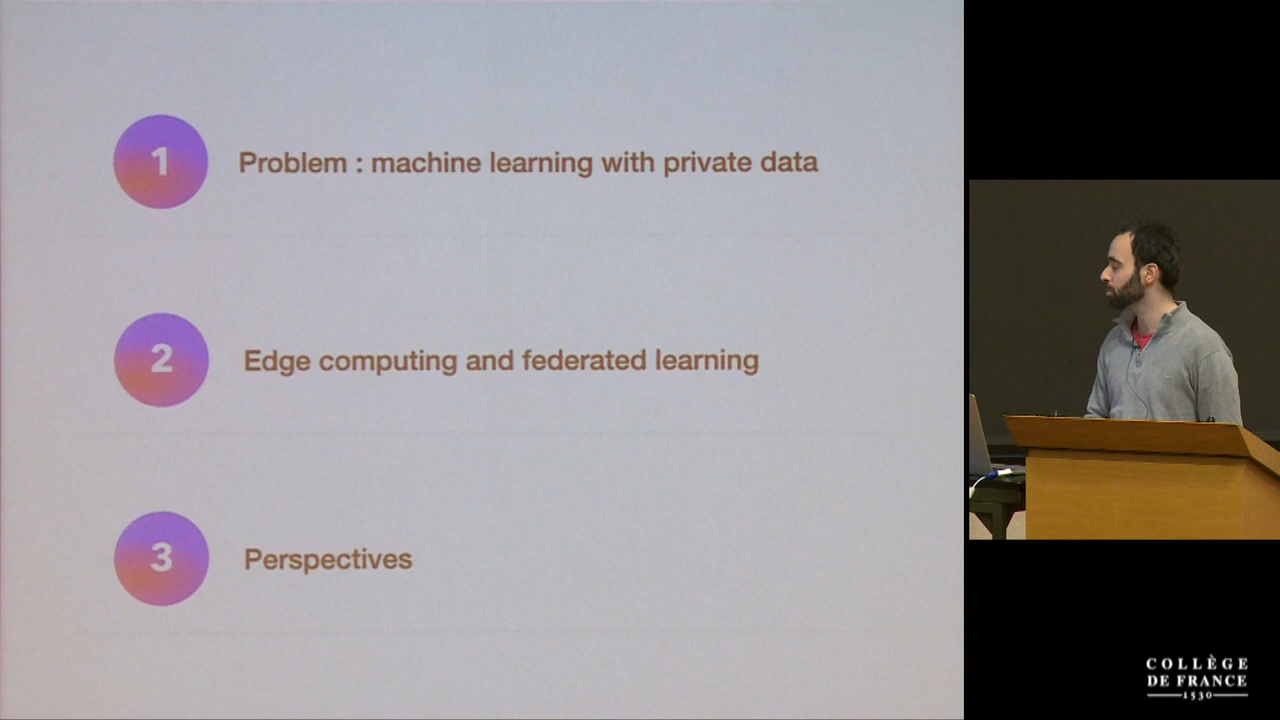 1
Problem : machine learning with private data
2
Edge computing and federated learning
3
Perspectives
COLLÈGE
DE FRANCE
1530